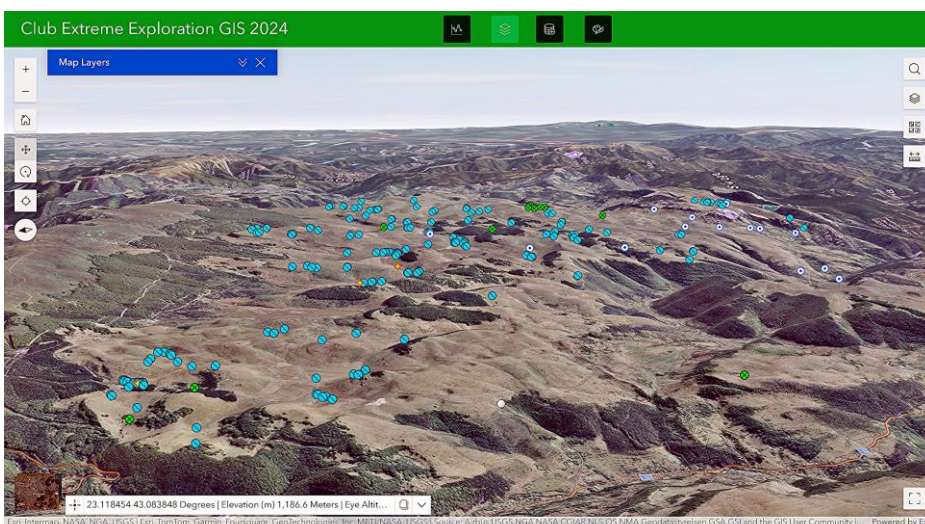 Club Extreme Exploration GIS 2024
Map Layers
23.118454 43.083848 Degrees | Elevation (m) 1,186.6 Meters | Eye Altit...
Esri, Intermap, NASA, NGA, USGS | Esri, TomTom, Garmin, Foursquare, GeoTechnologies, Inc, METI/NASA, USGS | Source: Airbus, USGS, NGA, NASA, CGIAR, NLS, OS, NMA, Geodatastyrelsen, GSA, GSI and the GIS User Community | Powered by E